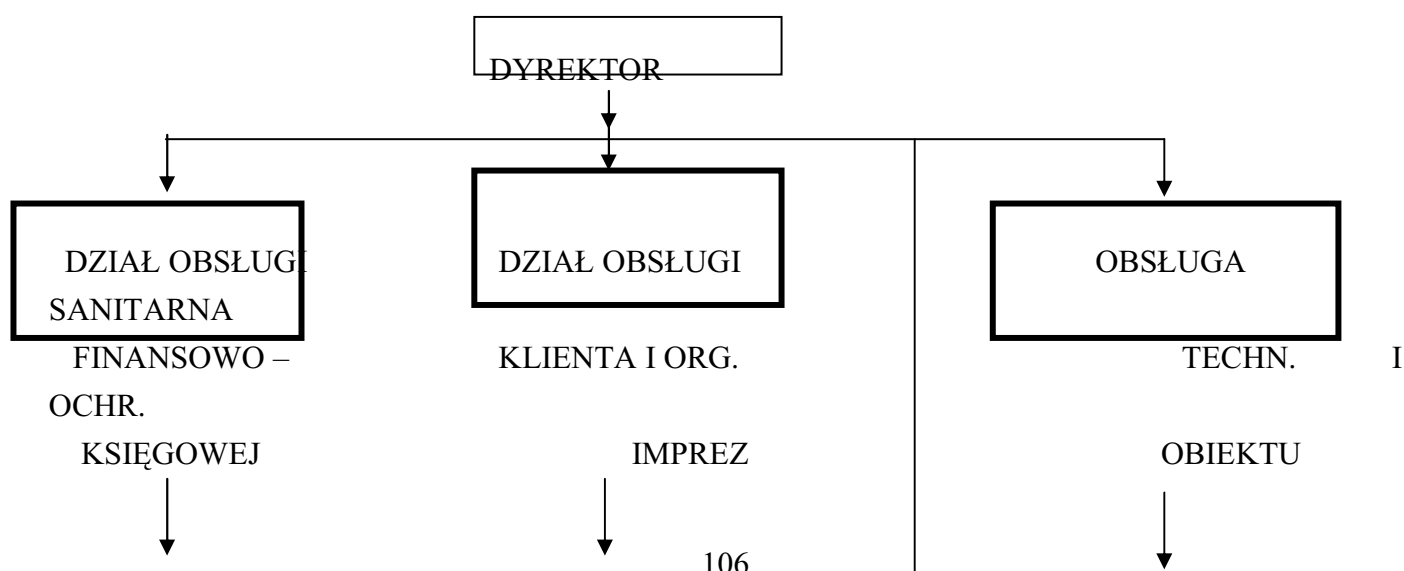 DYREKTOR
DZIAŁ OBSŁUGI DZIAŁ OBSŁUGI OBSŁUGA
SANITARNA
FINANSOWO – KLIENTA I ORG. TECHN. I
OCHR.
KSIĘGOWEJ IMPREZ OBIEKTU
106